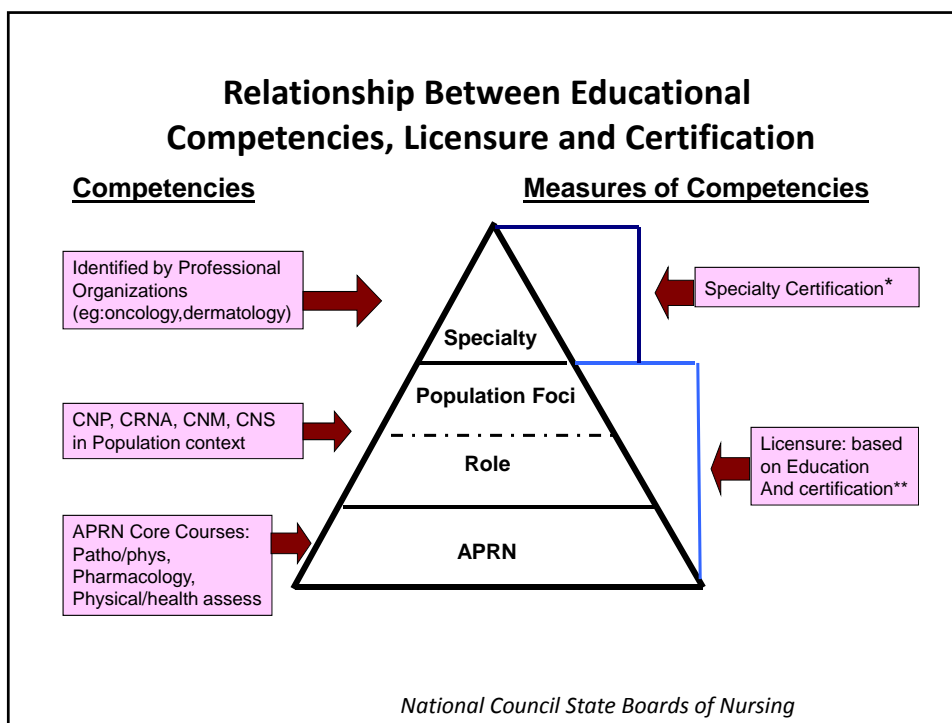 Relationship Between Educational
Competencies, Licensure and Certification
Competencies
Measures of Competencies
Identified by Professional
Organizations
(eg:oncology,dermatology)
Specialty Certification*
Specialty
Population Foci
CNP, CRNA, CNM, CNS
in Population context
Role
Licensure: based
on Education
And certification**
APRN Core Courses:
Patho/phys,
Pharmacology,
Physical/health assess
APRN
National Council State Boards of Nursing